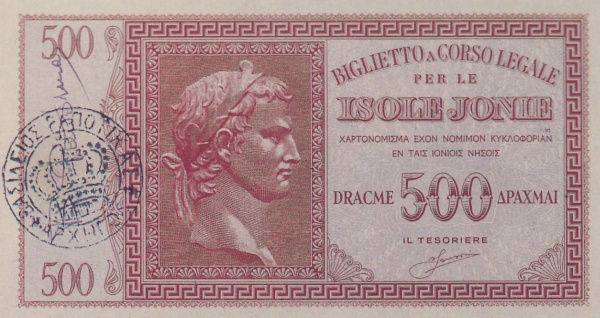 500
BIGLIETTO A CORSO LEGALE
PER LE
ISOLE JONIE
ΧΑΡΤΟΝΟΜΙΣΜΑ ΕΧΟΝ ΝΟΜΙΜΟΝ ΚΥΚΛΟΦΟΡΙΑΝ
ΕΝ ΤΑΙΣ ΙΟΝΙΟΙΣ ΝΗΣΟΙΣ
DRACME 500 ΔΡΑΧΜΑΙ
IL TESORIERE
500